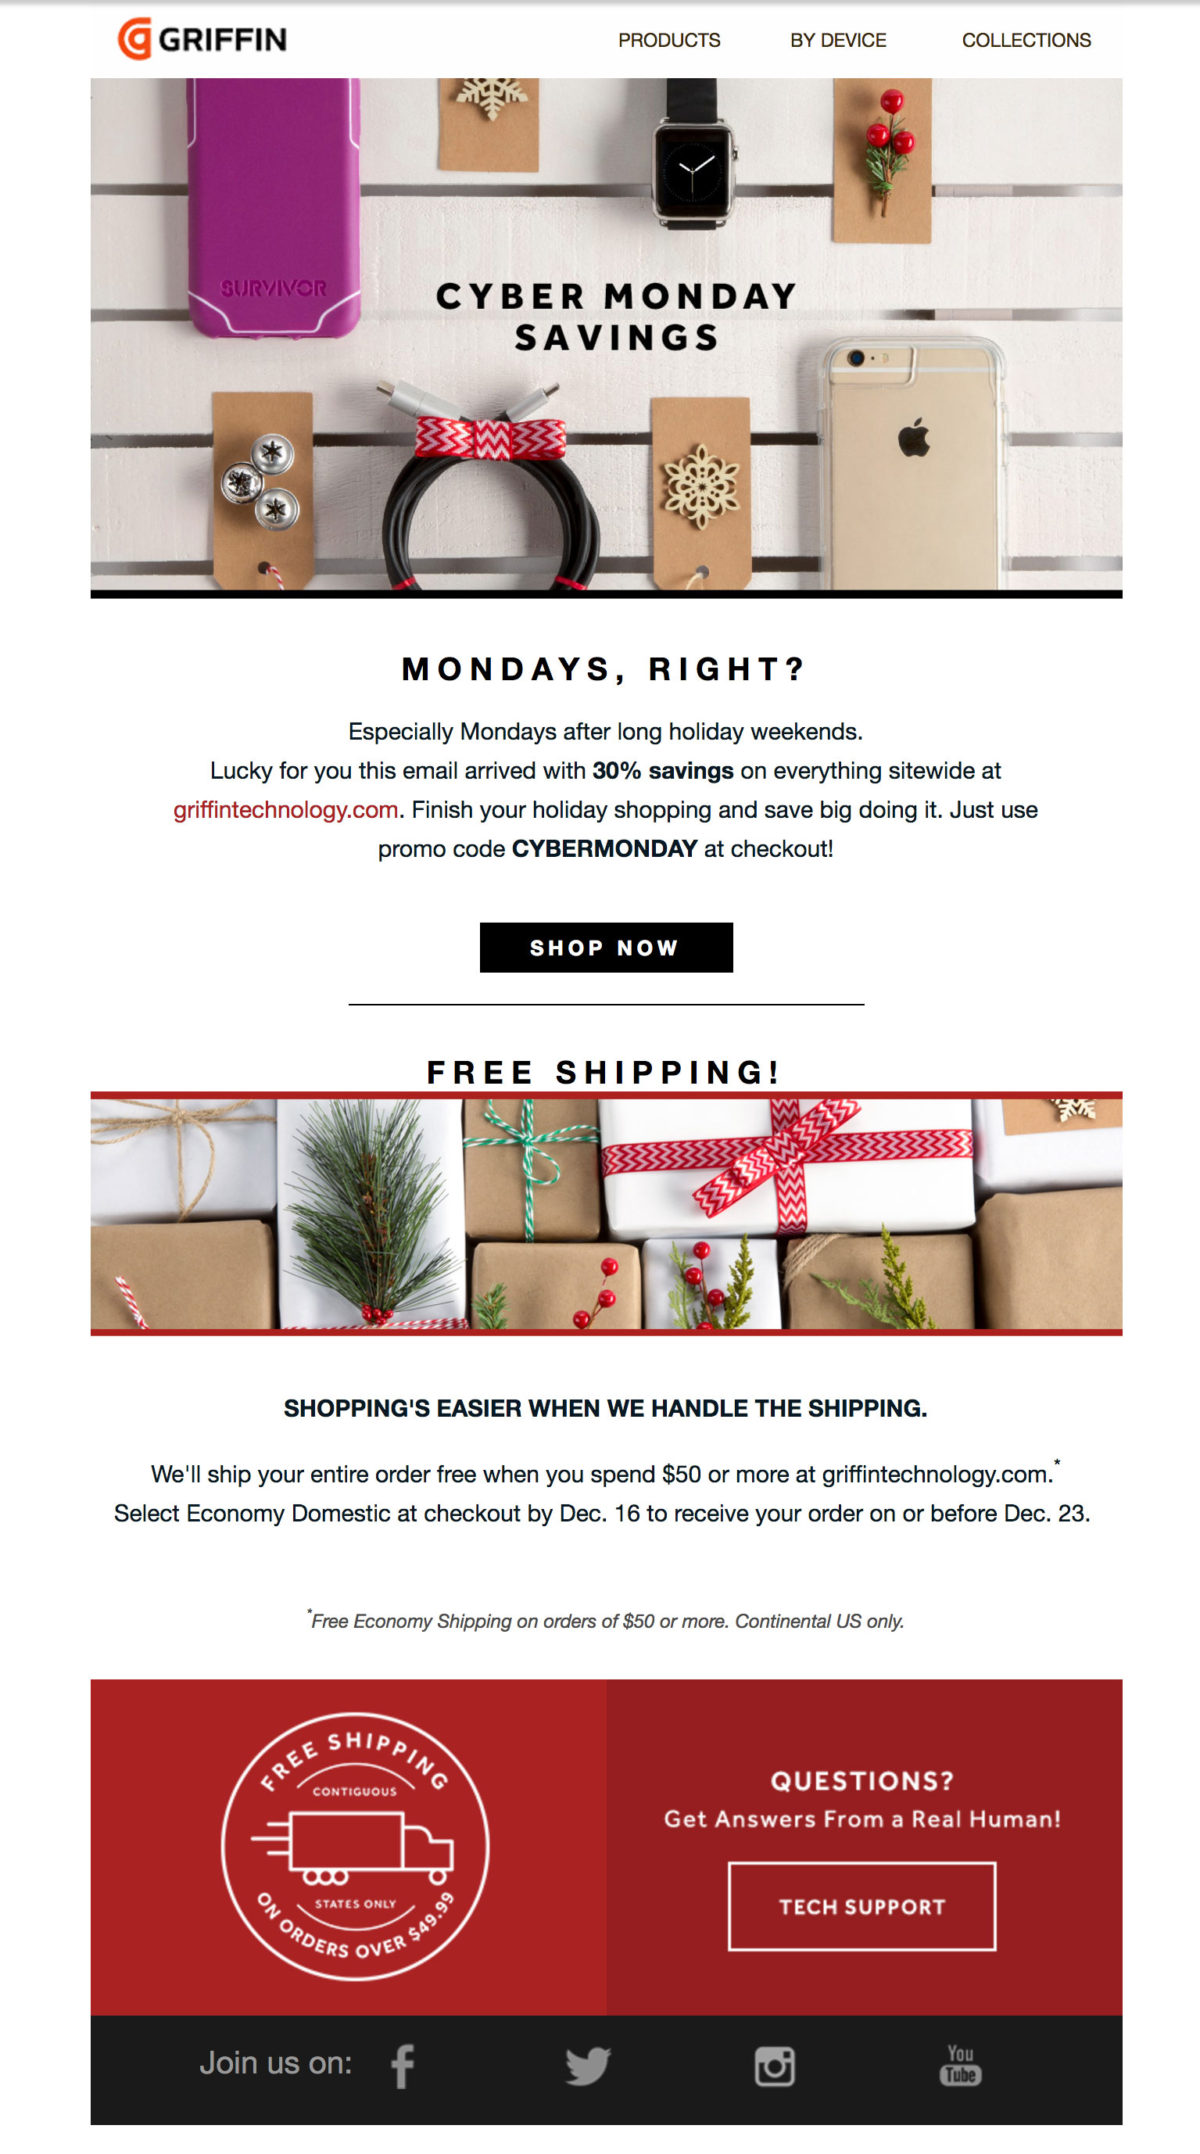 GRIFFIN
PRODUCTS
BY DEVICE
COLLECTIONS
SURVIVOR
CYBER MONDAY
SAVINGS
MONDAYS, RIGHT?
Especially Mondays after long holiday weekends.
Lucky for you this email arrived with 30% savings on everything sitewide at
griffintechnology.com. Finish your holiday shopping and save big doing it. Just use
promo code CYBERMONDAY at checkout!
SHOP NOW
FREE SHIPPING!
SHOPPING'S EASIER WHEN WE HANDLE THE SHIPPING.
We'll ship your entire order free when you spend $50 or more at griffintechnology.com.*
Select Economy Domestic at checkout by Dec. 16 to receive your order on or before Dec. 23.
*Free Economy Shipping on orders of $50 or more. Continental US only.
FREE SHIPPING
CONTIGUOUS
STATES ONLY
ON ORDERS OVER $49.99
QUESTIONS?
Get Answers From a Real Human!
TECH SUPPORT
Join us on:
You
Tube